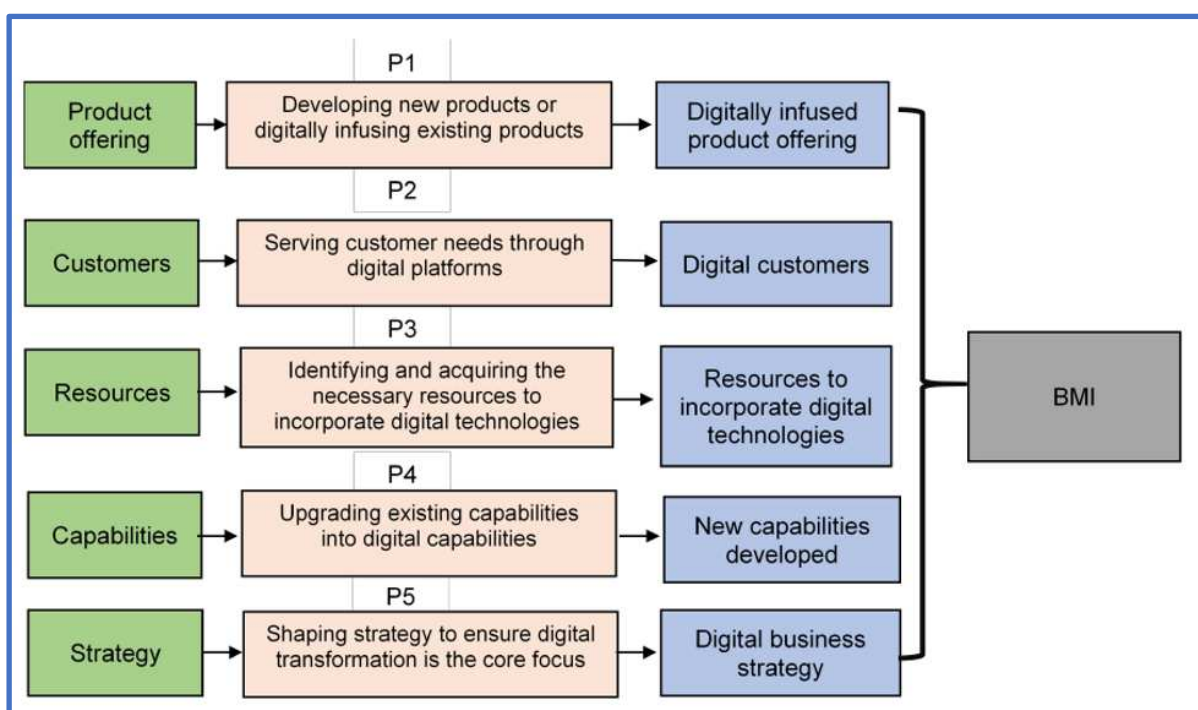 P1
Product
offering
Developing new products or
digitally infusing existing products
Digitally infused
product offering
P2
Customers
Serving customer needs through
digital platforms
Digital customers
P3
Resources
Identifying and acquiring the
necessary resources to
incorporate digital technologies
Resources to
incorporate digital
technologies
BMI
P4
Capabilities
Upgrading existing capabilities
into digital capabilities
New capabilities
developed
P5
Strategy
Shaping strategy to ensure digital
transformation is the core focus
Digital business
strategy